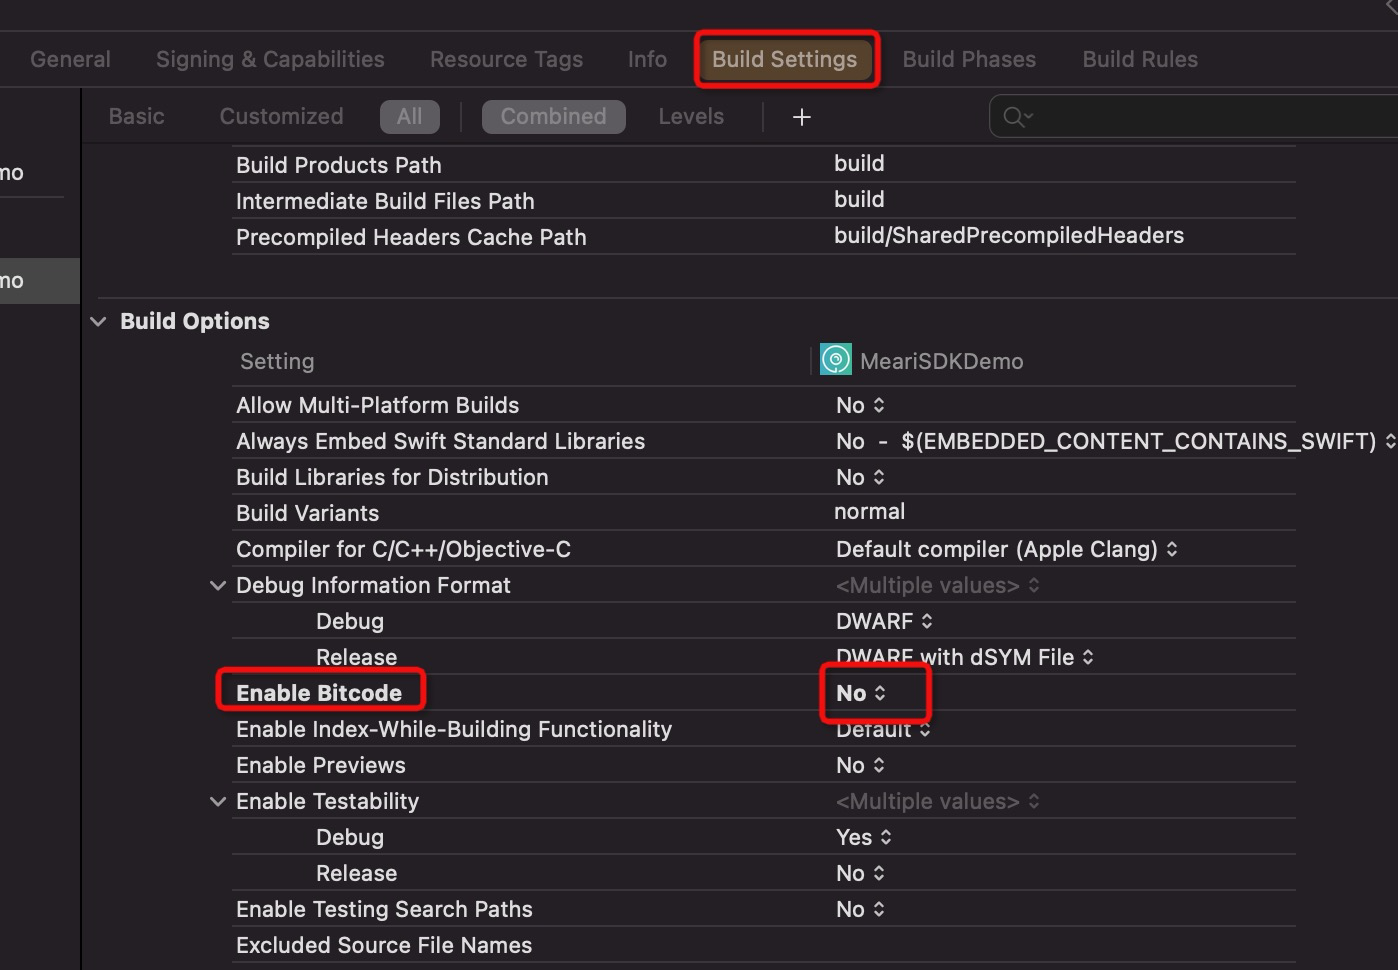 General Signing & Capabilities Resource Tags Info Build Settings Build Phases Build Rules
Basic Customized All Combined Levels +
mo
mo
Build Products Path build
Intermediate Build Files Path build
Precompiled Headers Cache Path build/SharedPrecompiledHeaders
Build Options
Setting MeariSDKDemo
Allow Multi-Platform Builds No
Always Embed Swift Standard Libraries No - $(EMBEDDED_CONTENT_CONTAINS_SWIFT)
Build Libraries for Distribution No
Build Variants normal
Compiler for C/C++/Objective-C Default compiler (Apple Clang)
Debug Information Format <Multiple values>
Debug DWARF
Release DWARF with dSYM File
Enable Bitcode No
Enable Index-While-Building Functionality Default
Enable Previews No
Enable Testability <Multiple values>
Debug Yes
Release No
Enable Testing Search Paths No
Excluded Source File Names